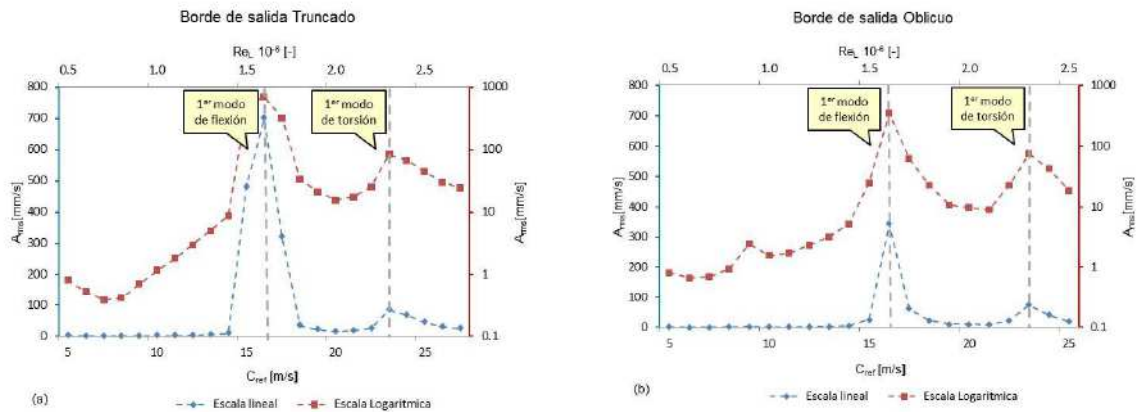 Borde de salida Truncado
Re_L 10^-6 [-]
0.5 1.0 1.5 2.0 2.5
800 700 600 500 400 300 200 100 0
A_rms[mm/s]
1er modo de flexión
1er modo de torsión
1000 100 10 1 0.1
A_rms[mm/s]
5 10 15 20 25
C_ref [m/s]
(a)
Escala lineal
Escala Logaritmica
Borde de salida Oblicuo
Re_L 10^-6 [-]
0.5 1.0 1.5 2.0 2.5
800 700 600 500 400 300 200 100 0
A_rms[mm/s]
1er modo de flexión
1er modo de torsión
1000 100 10 1 0.1
A_rms[mm/s]
5 10 15 20 25
C_ref [m/s]
(b)
Escala lineal
Escala Logaritmica